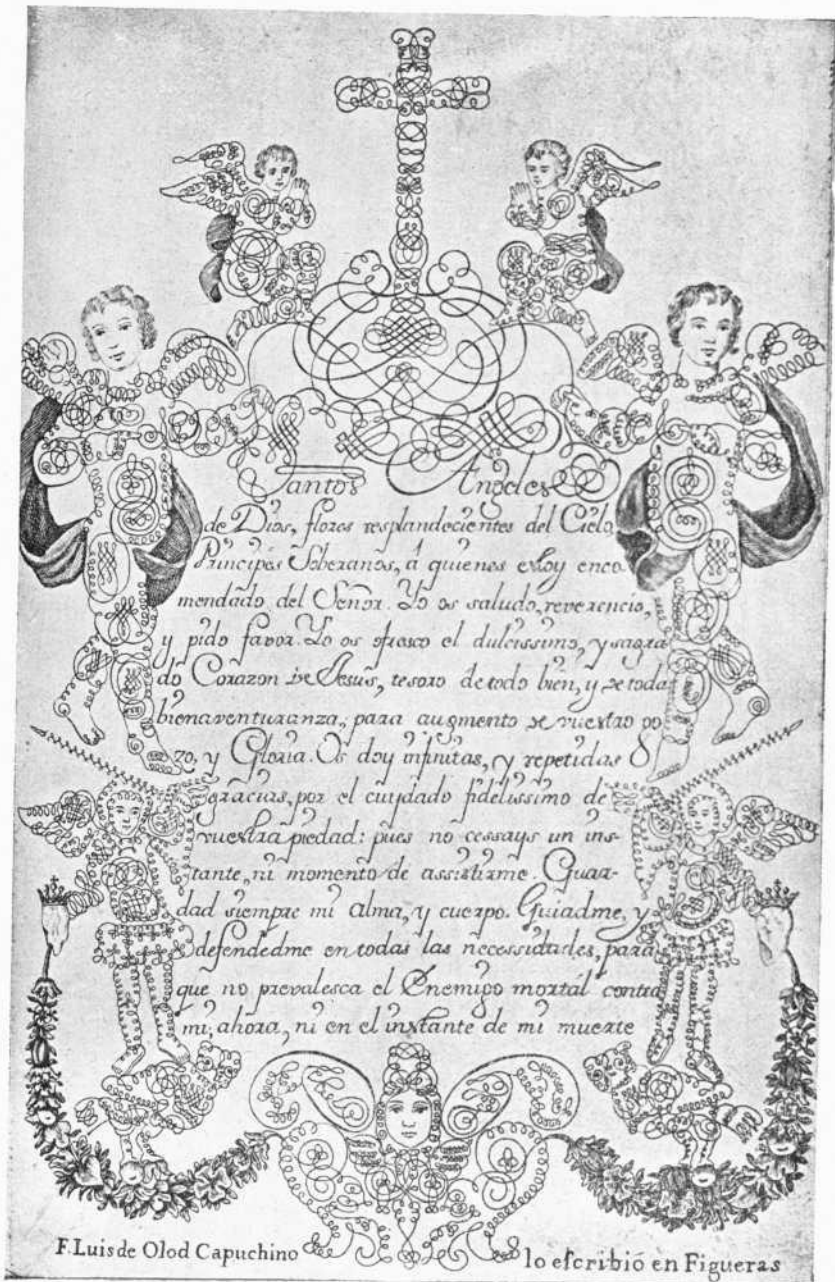 Santos Angeles
de Dios, flores resplandecientes del Cielo,
Principes Soberanos, á quienes estoy enco
mendado del Señor. Yo os saludo, reverencio,
y pido favor. Yo os ofresco el dulcissimo, y sagra
do Corazon de Jesus, tesoro de todo bien, y de toda
bienaventuranza, para augmento de vuestro go
zo, y Gloria. Os doy infinitas, y repetidas
gracias, por el cuydado fidelissimo de
vuestra piedad: pues no cessays un ins-
tante, ni momento de assistirme. Guar-
dad siempre mi alma, y cuerpo. Guiadme, y
defendedme en todas las necessidades, para
que no prevalesca el Enemigo mortál contra
mi, ahora, ni en el instante de mi muerte
F. Luis de Olod Capuchino lo escribió en Figueras